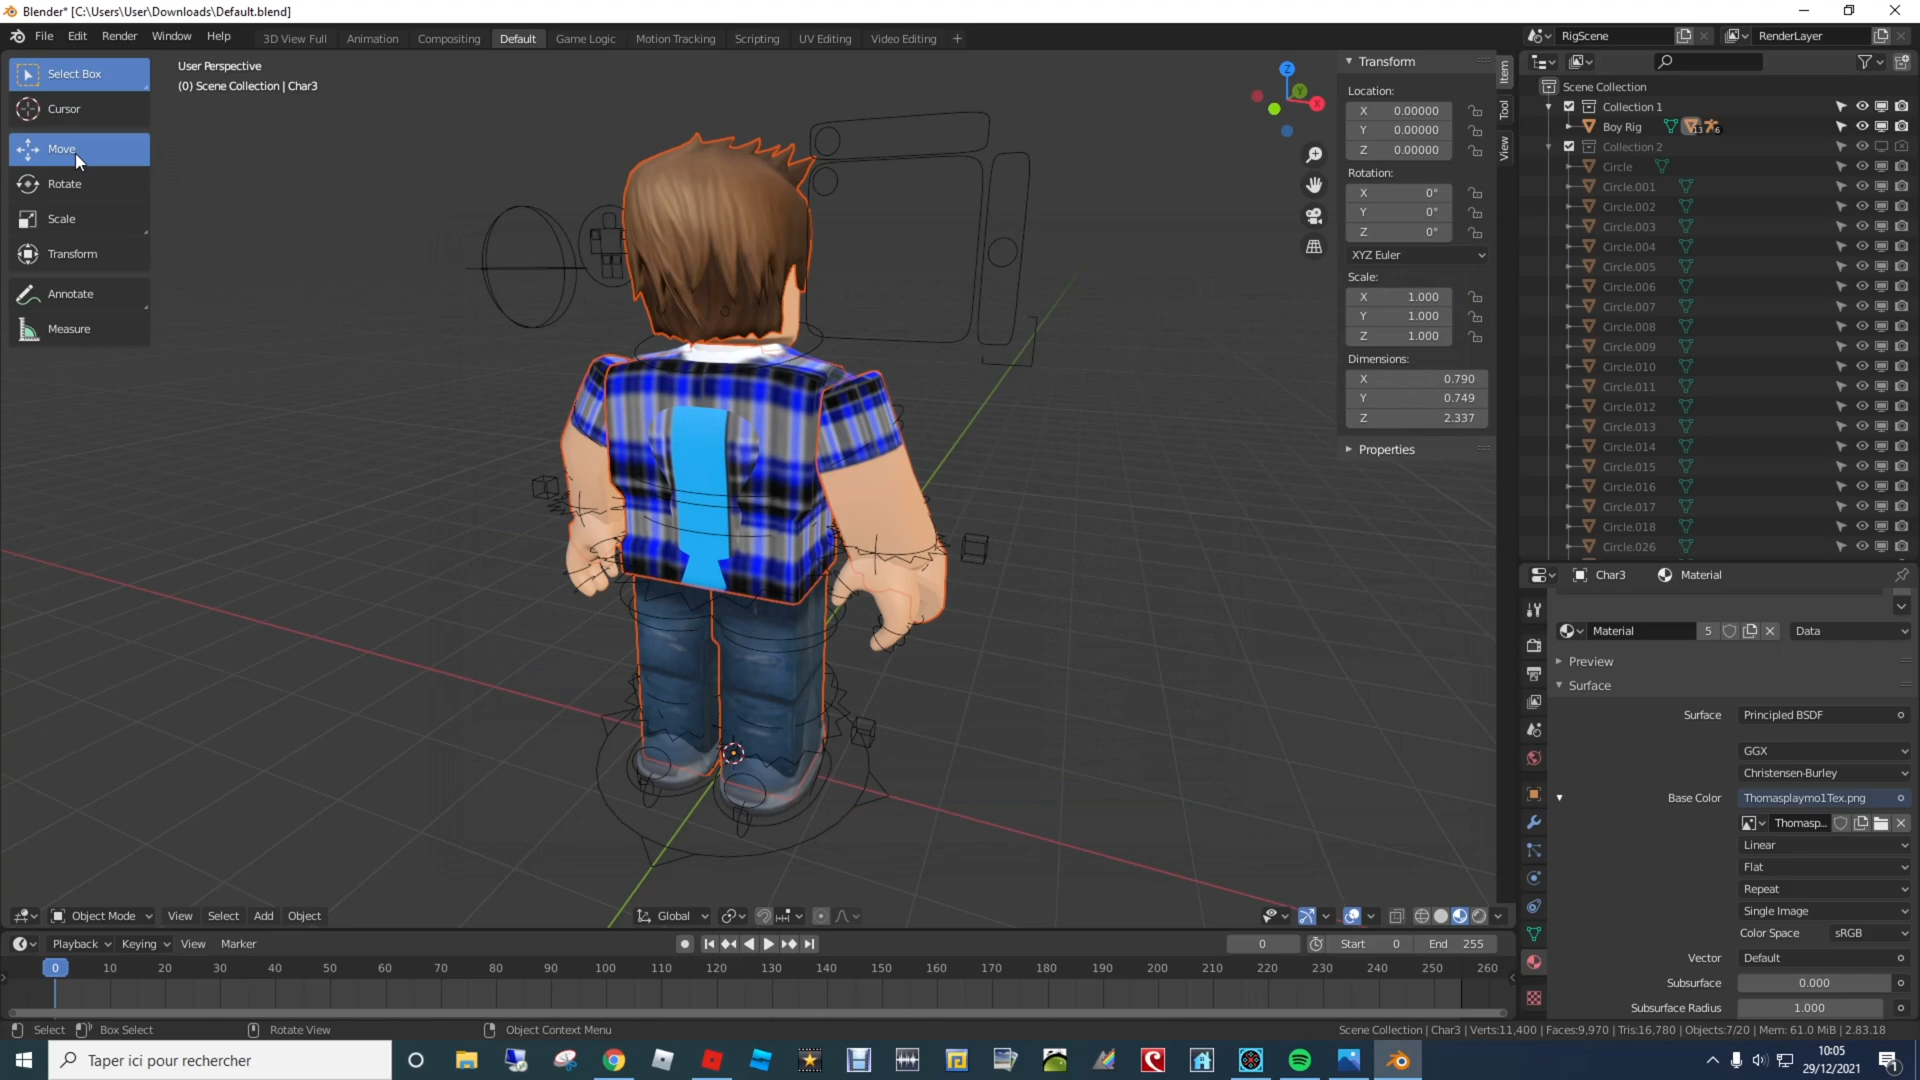 Blender* [C:\Users\User\Downloads\Default.blend]
File Edit Render Window Help
3D View Full Animation Compositing Default Game Logic Motion Tracking Scripting UV Editing Video Editing +
RigScene
RenderLayer
Select Box
Cursor
Move
Rotate
Scale
Transform
Annotate
Measure
User Perspective
(0) Scene Collection | Char3
Z
Y
X
Transform
Location:
X 0.00000
Y 0.00000
Z 0.00000
Rotation:
X 0°
Y 0°
Z 0°
XYZ Euler
Scale:
X 1.000
Y 1.000
Z 1.000
Dimensions:
X 0.790
Y 0.749
Z 2.337
Properties
Item
Tool
View
Scene Collection
Collection 1
Boy Rig 13 6
Collection 2
Circle
Circle.001
Circle.002
Circle.003
Circle.004
Circle.005
Circle.006
Circle.007
Circle.008
Circle.009
Circle.010
Circle.011
Circle.012
Circle.013
Circle.014
Circle.015
Circle.016
Circle.017
Circle.018
Circle.026
Char3 Material
Material 5 Data
Preview
Surface
Surface Principled BSDF
GGX
Christensen-Burley
Base Color Thomasplaymo1Tex.png
Thomasp...
Linear
Flat
Repeat
Single Image
Color Space sRGB
Vector Default
Subsurface 0.000
Subsurface Radius 1.000
Object Mode View Select Add Object
Global
Playback Keying View Marker
0 Start 0 End 255
0 10 20 30 40 50 60 70 80 90 100 110 120 130 140 150 160 170 180 190 200 210 220 230 240 250 260
Select Box Select Rotate View Object Context Menu
Scene Collection | Char3 | Verts:11,400 | Faces:9,970 | Tris:16,780 | Objects:7/20 | Mem: 61.0 MiB | 2.83.18
Taper ici pour rechercher
10:05
29/12/2021
1